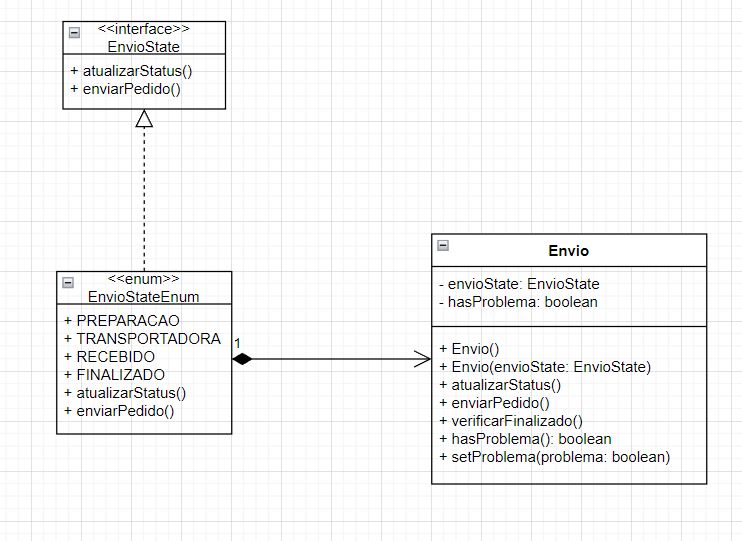 <<interface>>
EnvioState
+ atualizarStatus()
+ enviarPedido()
<<enum>>
EnvioStateEnum
+ PREPARACAO
+ TRANSPORTADORA
+ RECEBIDO
+ FINALIZADO
+ atualizarStatus()
+ enviarPedido()
1
Envio
- envioState: EnvioState
- hasProblema: boolean
+ Envio()
+ Envio(envioState: EnvioState)
+ atualizarStatus()
+ enviarPedido()
+ verificarFinalizado()
+ hasProblema(): boolean
+ setProblema(problema: boolean)